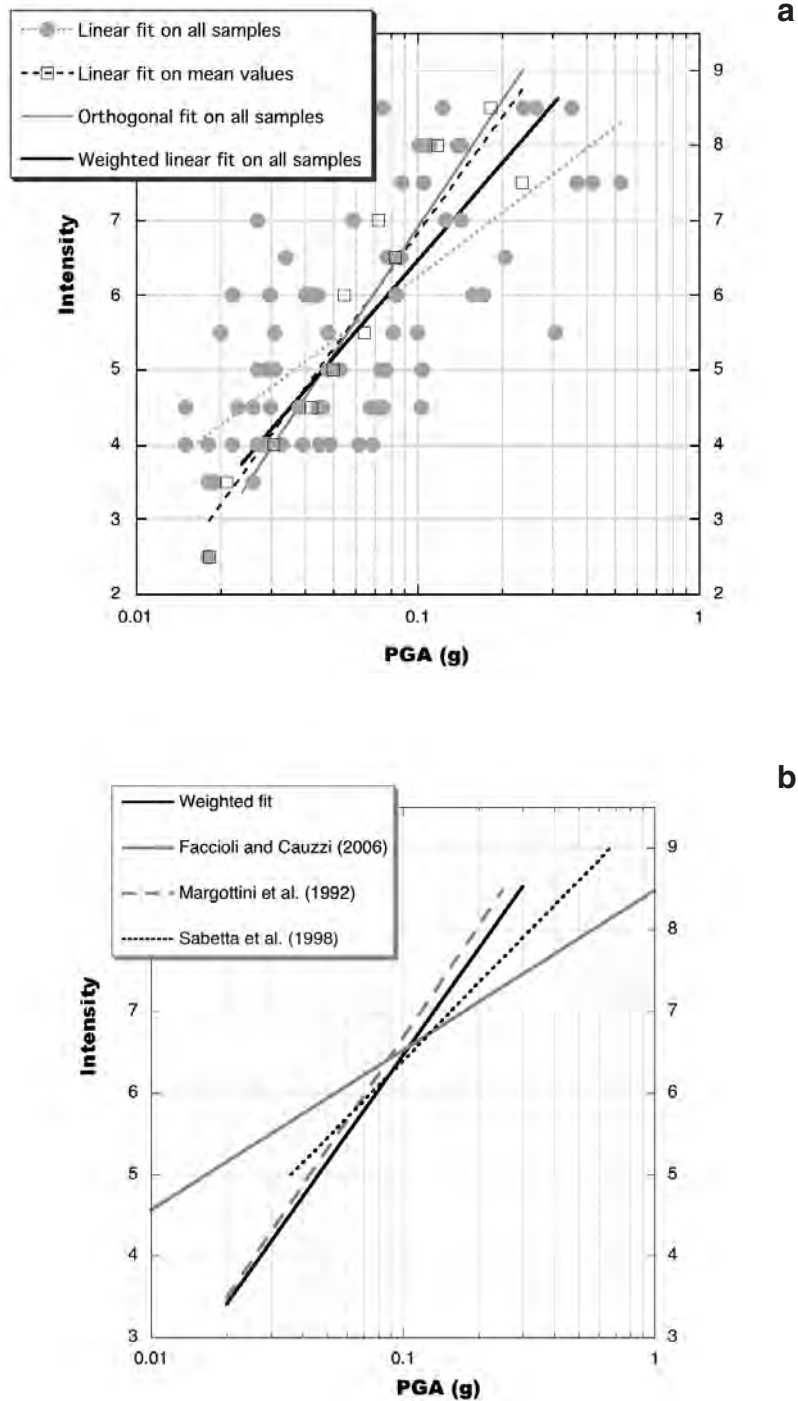 a
Linear fit on all samples
Linear fit on mean values
Orthogonal fit on all samples
Weighted linear fit on all samples
9
8
7 7
6 6
5 5
4 4
3 3
2 2
Intensity
0.01 0.1 1
PGA (g)
b
Weighted fit
Faccioli and Cauzzi (2006)
Margottini et al. (1992)
Sabetta et al. (1998)
9
8
7 7
6 6
5 5
4 4
3 3
Intensity
0.01 0.1 1
PGA (g)